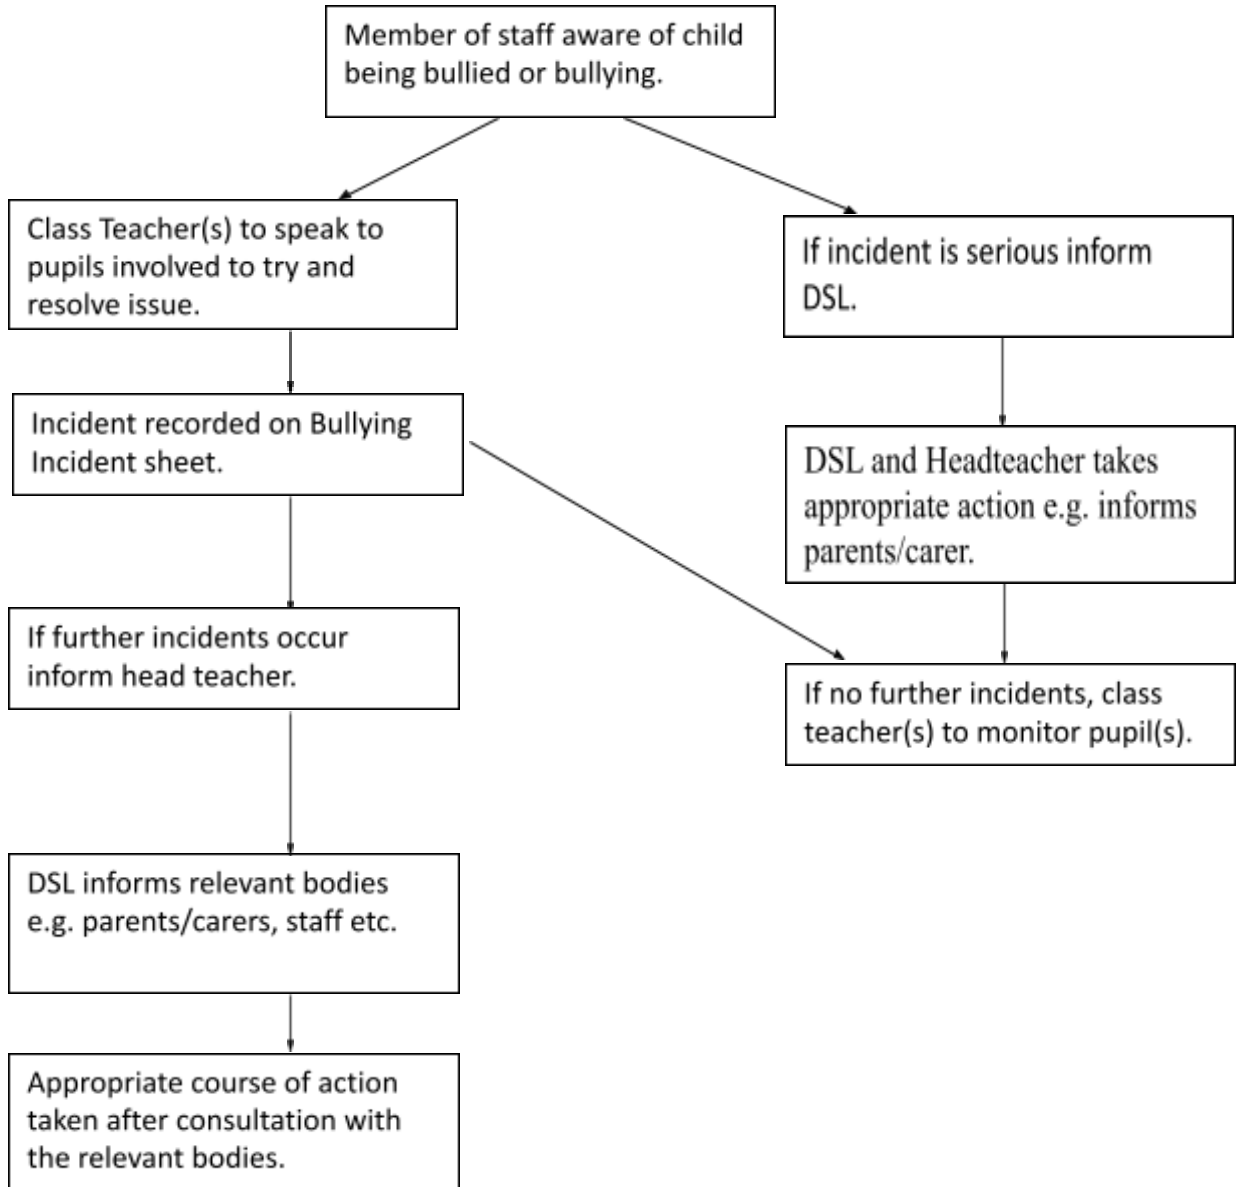 Member of staff aware of child
being bullied or bullying.
Class Teacher(s) to speak to
pupils involved to try and
resolve issue.
If incident is serious inform
DSL.
Incident recorded on Bullying
Incident sheet.
DSL and Headteacher takes
appropriate action e.g. informs
parents/carer.
If further incidents occur
inform head teacher.
If no further incidents, class
teacher(s) to monitor pupil(s).
DSL informs relevant bodies
e.g. parents/carers, staff etc.
Appropriate course of action
taken after consultation with
the relevant bodies.